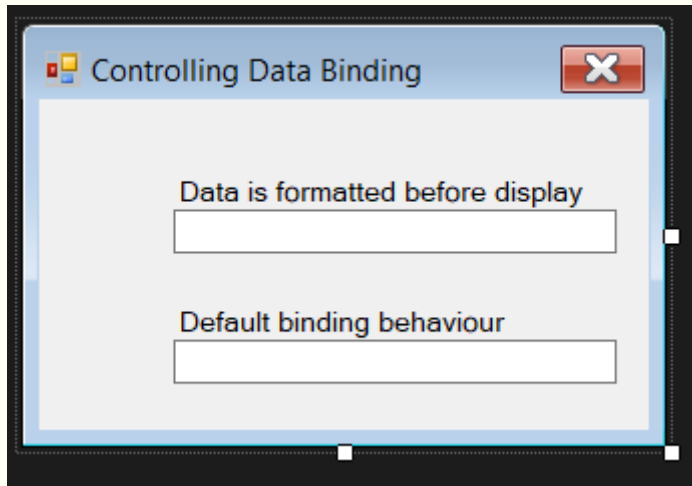 Controlling Data Binding
Data is formatted before display
Default binding behaviour